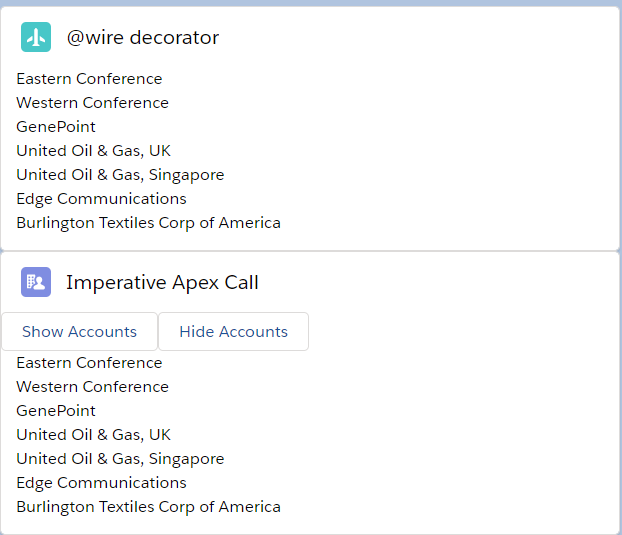 @wire decorator
Eastern Conference
Western Conference
GenePoint
United Oil & Gas, UK
United Oil & Gas, Singapore
Edge Communications
Burlington Textiles Corp of America
Imperative Apex Call
Show Accounts Hide Accounts
Eastern Conference
Western Conference
GenePoint
United Oil & Gas, UK
United Oil & Gas, Singapore
Edge Communications
Burlington Textiles Corp of America